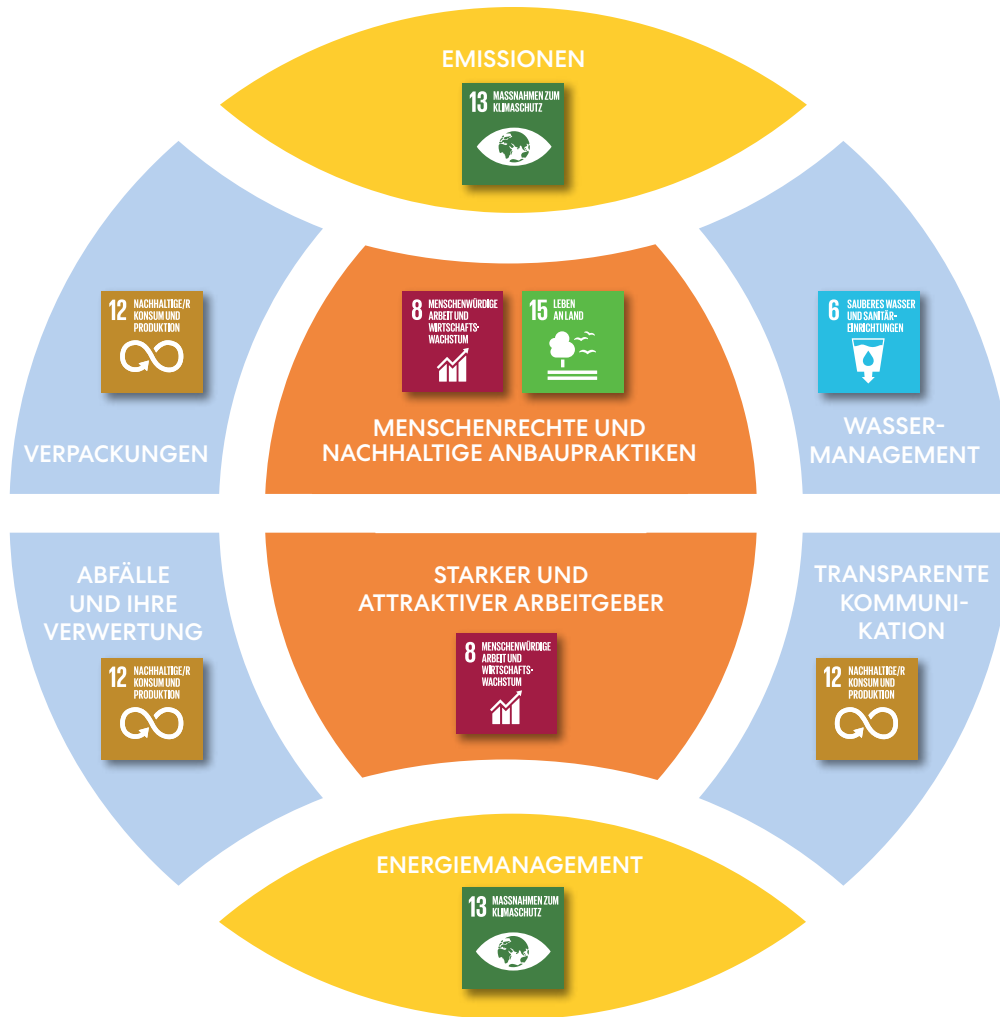 EMISSIONEN
13 MASSNAHMEN ZUM
KLIMASCHUTZ
12 NACHHALTIGE/R
KONSUM UND
PRODUKTION
VERPACKUNGEN
8 MENSCHENWÜRDIGE
ARBEIT UND
WIRTSCHAFTS-
WACHSTUM
15 LEBEN
AN LAND
MENSCHENRECHTE UND
NACHHALTIGE ANBAUPRAKTIKEN
6 SAUBERES WASSER
UND SANITÄR-
EINRICHTUNGEN
WASSER-
MANAGEMENT
ABFÄLLE
UND IHRE
VERWERTUNG
12 NACHHALTIGE/R
KONSUM UND
PRODUKTION
STARKER UND
ATTRAKTIVER ARBEITGEBER
8 MENSCHENWÜRDIGE
ARBEIT UND
WIRTSCHAFTS-
WACHSTUM
TRANSPARENTE
KOMMUNI-
KATION
12 NACHHALTIGE/R
KONSUM UND
PRODUKTION
ENERGIEMANAGEMENT
13 MASSNAHMEN ZUM
KLIMASCHUTZ